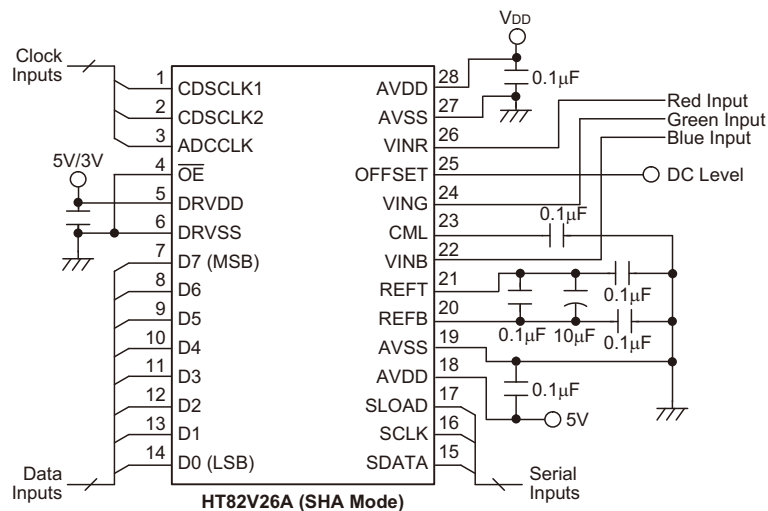 VDD
Clock
Inputs
0.1µF
1 CDSCLK1
2 CDSCLK2
3 ADCCLK
4 OE
5 DRVDD
6 DRVSS
7 D7 (MSB)
8 D6
9 D5
10 D4
11 D3
12 D2
13 D1
14 D0 (LSB)
5V/3V
Data
Inputs
AVDD 28
AVSS 27
VINR 26
OFFSET 25
VING 24
CML 23
VINB 22
REFT 21
REFB 20
AVSS 19
AVDD 18
SLOAD 17
SCLK 16
SDATA 15
Red Input
Green Input
Blue Input
DC Level
0.1µF
0.1µF
0.1µF 10µF 0.1µF
0.1µF
5V
Serial
Inputs
HT82V26A (SHA Mode)